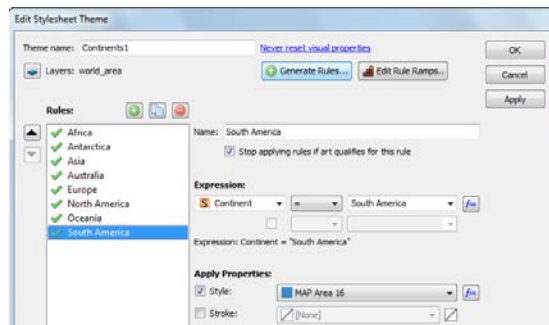 Edit Stylesheet Theme
Theme name: Continents1 Never reset visual properties OK
Layers: world_area Generate Rules... Edit Rule Ramps.. Cancel
Apply
Rules:
Africa
Antarctica
Asia
Australia
Europe
North America
Oceania
South America
Name: South America
Stop applying rules if art qualifies for this rule
Expression:
S Continent = South America fxx
Expression: Continent = "South America"
Apply Properties:
Style: MAP Area 16
Stroke: [None]